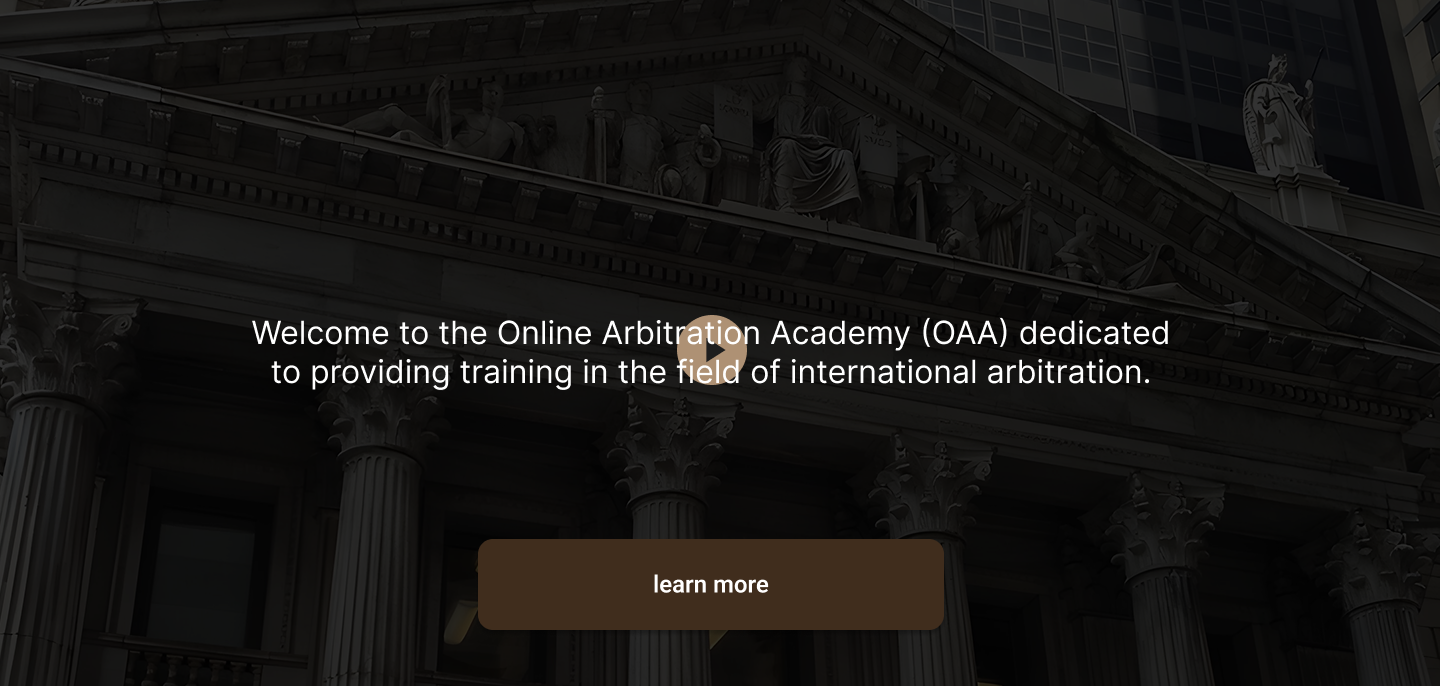 Welcome to the Online Arbitration Academy (OAA) dedicated
to providing training in the field of international arbitration.
learn more